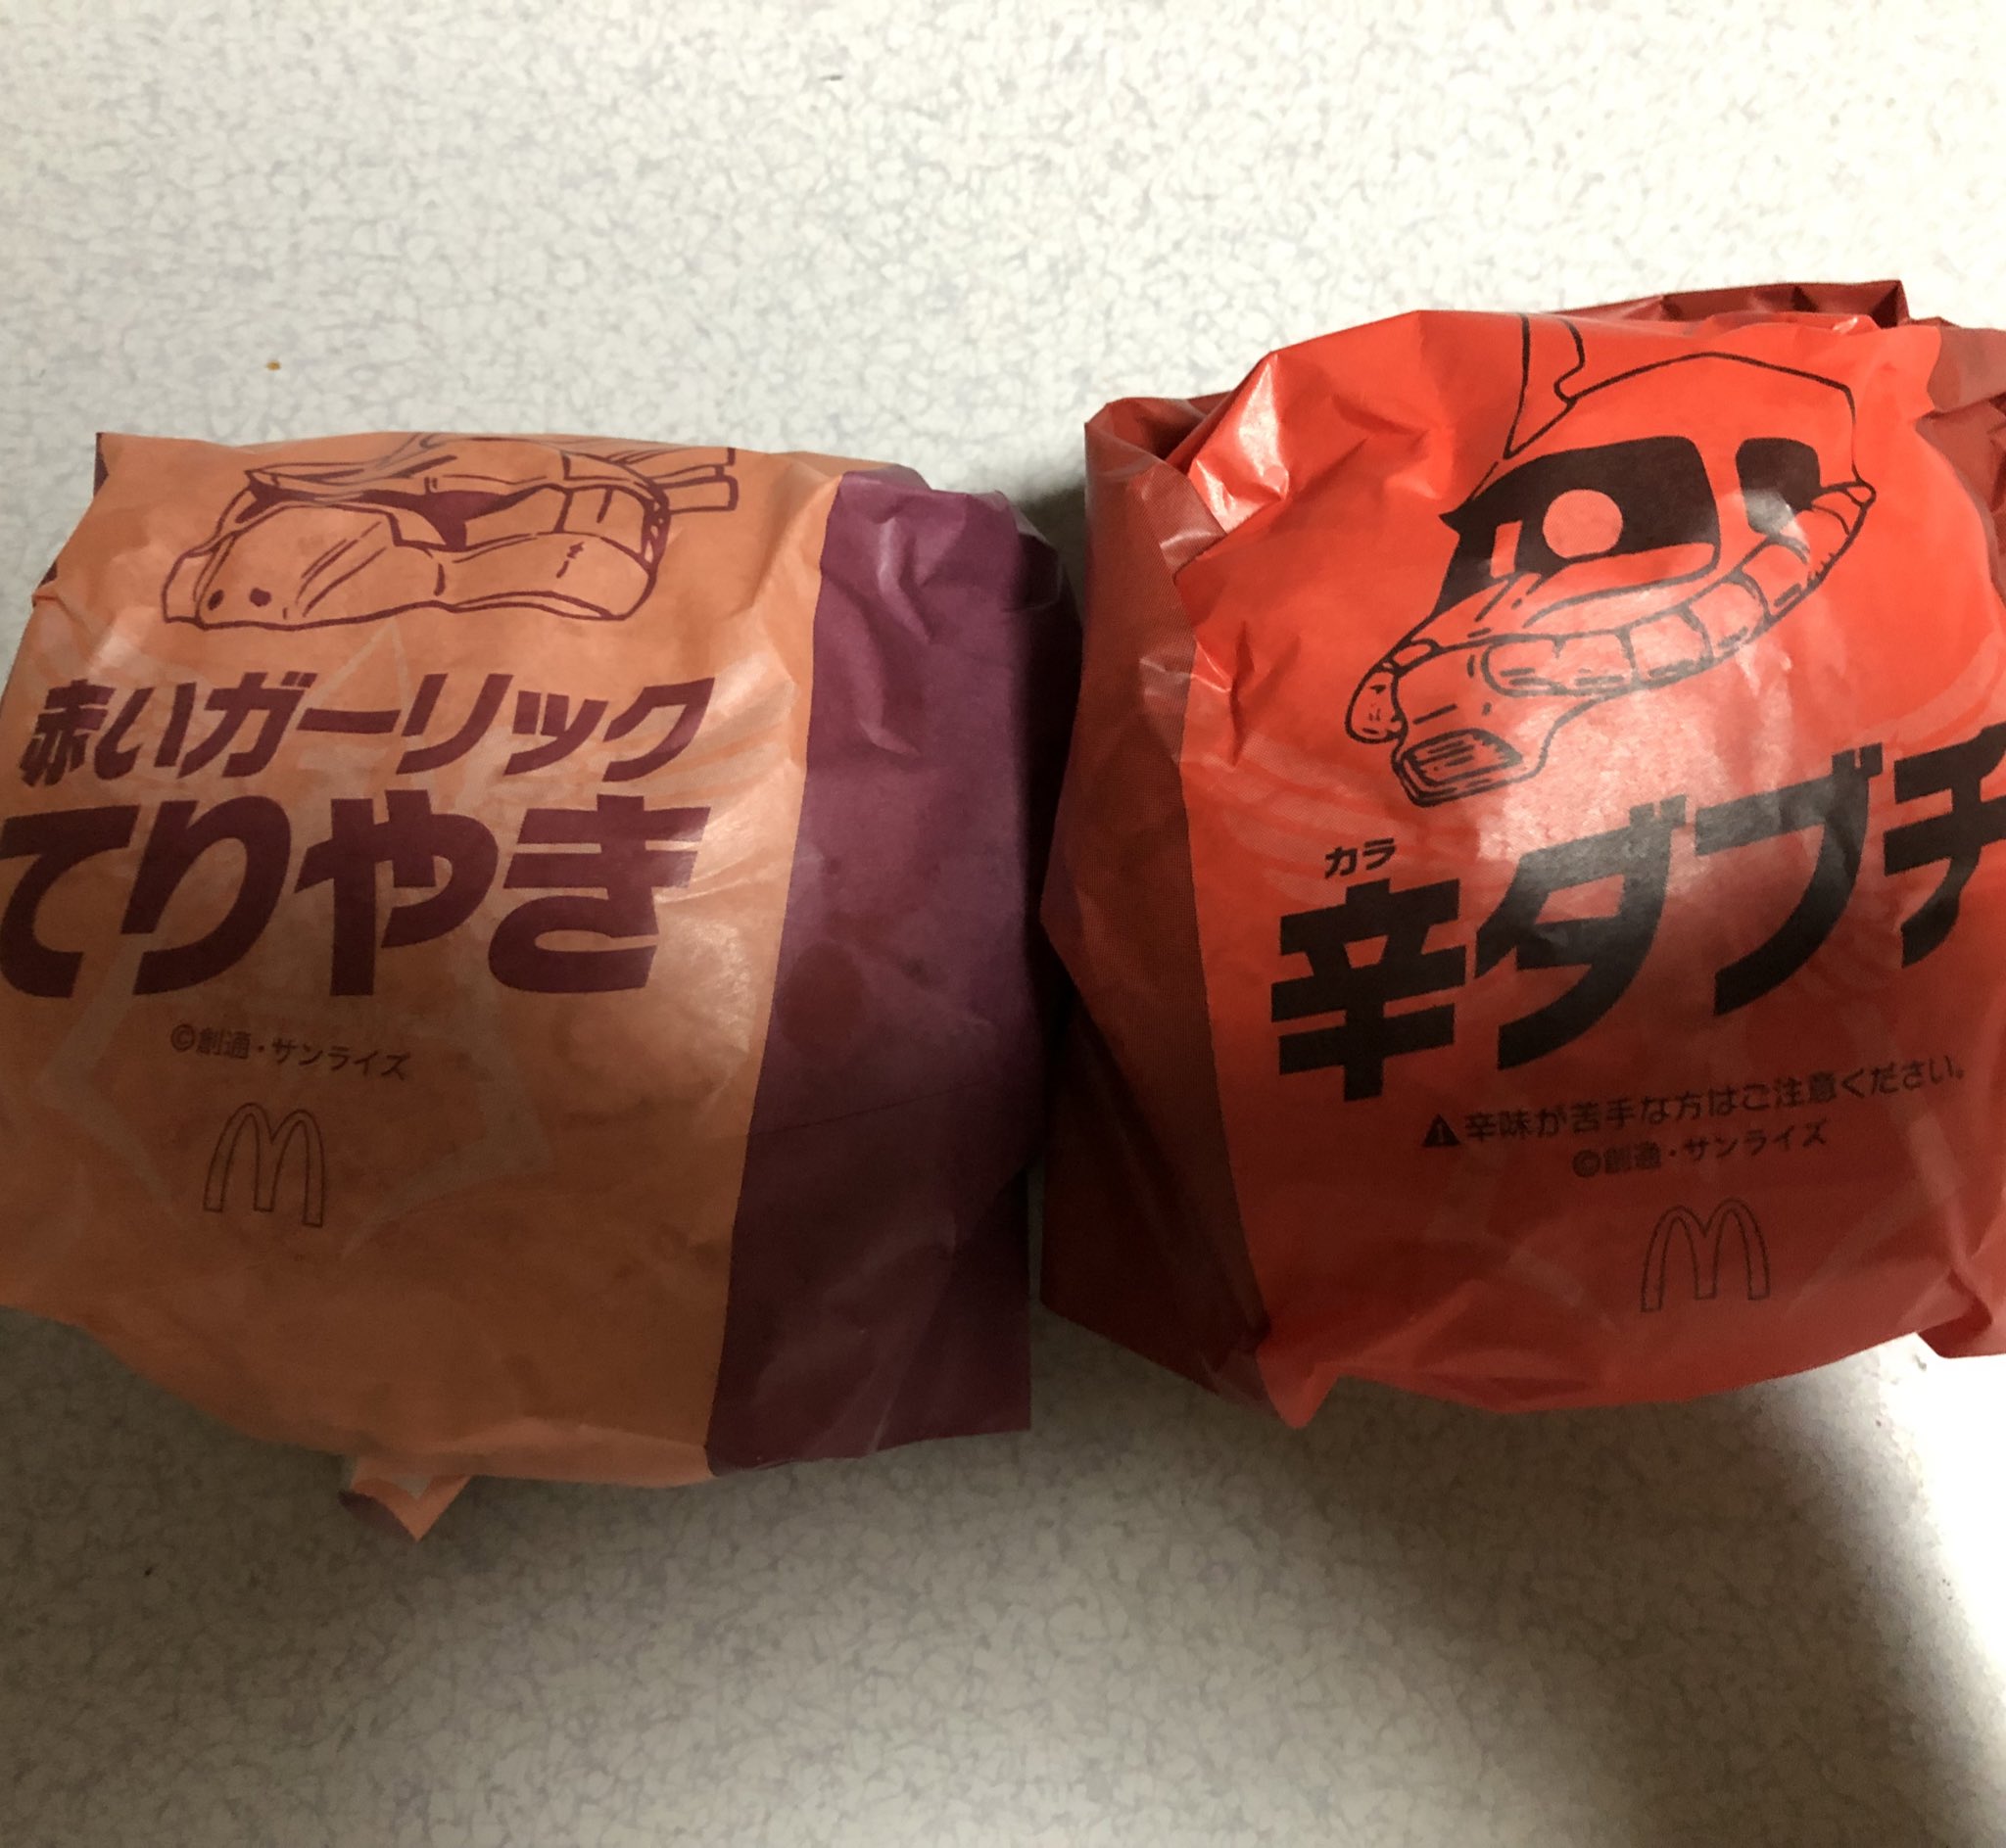 赤いガーリック
てりやき
©創通・サンライズ
カラ
辛ダブチ
辛味が苦手な方はご注意ください。
©創通・サンライズ